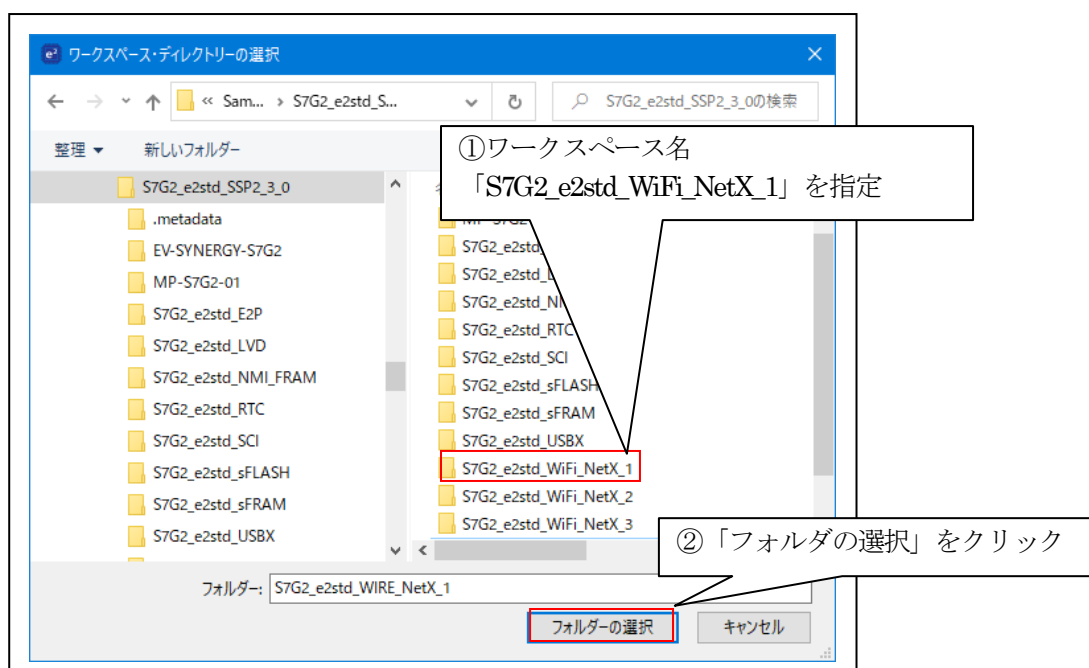 e² ワークスペース・ディレクトリーの選択
« Sam... › S7G2_e2std_S...
S7G2_e2std_SSP2_3_0の検索
整理 新しいフォルダー
①ワークスペース名
「S7G2_e2std_WiFi_NetX_1」を指定
S7G2_e2std_SSP2_3_0
.metadata
EV-SYNERGY-S7G2
MP-S7G2-01
S7G2_e2std_E2P
S7G2_e2std_LVD
S7G2_e2std_NMI_FRAM
S7G2_e2std_RTC
S7G2_e2std_SCI
S7G2_e2std_sFLASH
S7G2_e2std_sFRAM
S7G2_e2std_USBX
S7G2_e2std_RTC
S7G2_e2std_SCI
S7G2_e2std_sFLASH
S7G2_e2std_sFRAM
S7G2_e2std_USBX
S7G2_e2std_WiFi_NetX_1
S7G2_e2std_WiFi_NetX_2
S7G2_e2std_WiFi_NetX_3
②「フォルダの選択」をクリック
フォルダー: S7G2_e2std_WIRE_NetX_1
フォルダーの選択 キャンセル